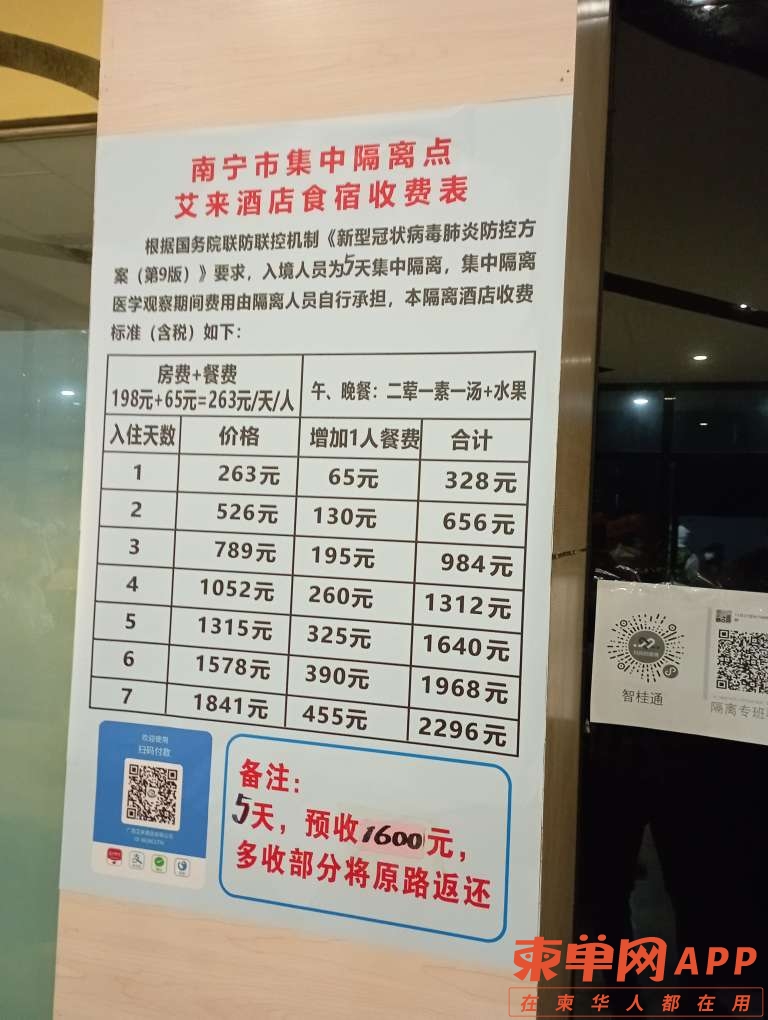 南宁市集中隔离点
艾来酒店食宿收费表
根据国务院联防联控机制《新型冠状病毒肺炎防控方
案（第9版）》要求，入境人员为5天集中隔离，集中隔离
医学观察期间费用由隔离人员自行承担，本隔离酒店收费
标准（含税）如下：
房费+餐费
198元+65元=263元/天/人
午、晚餐：二荤一素一汤+水果
入住天数 价格 增加1人餐费 合计
1 263元 65元 328元
2 526元 130元 656元
3 789元 195元 984元
4 1052元 260元 1312元
5 1315元 325元 1640元
6 1578元 390元 1968元
7 1841元 455元 2296元
欢迎使用
扫码付款
备注：
5天，预收1600元，
多收部分将原路返还
智桂通
隔离专班
柬单网APP
在柬华人都在用